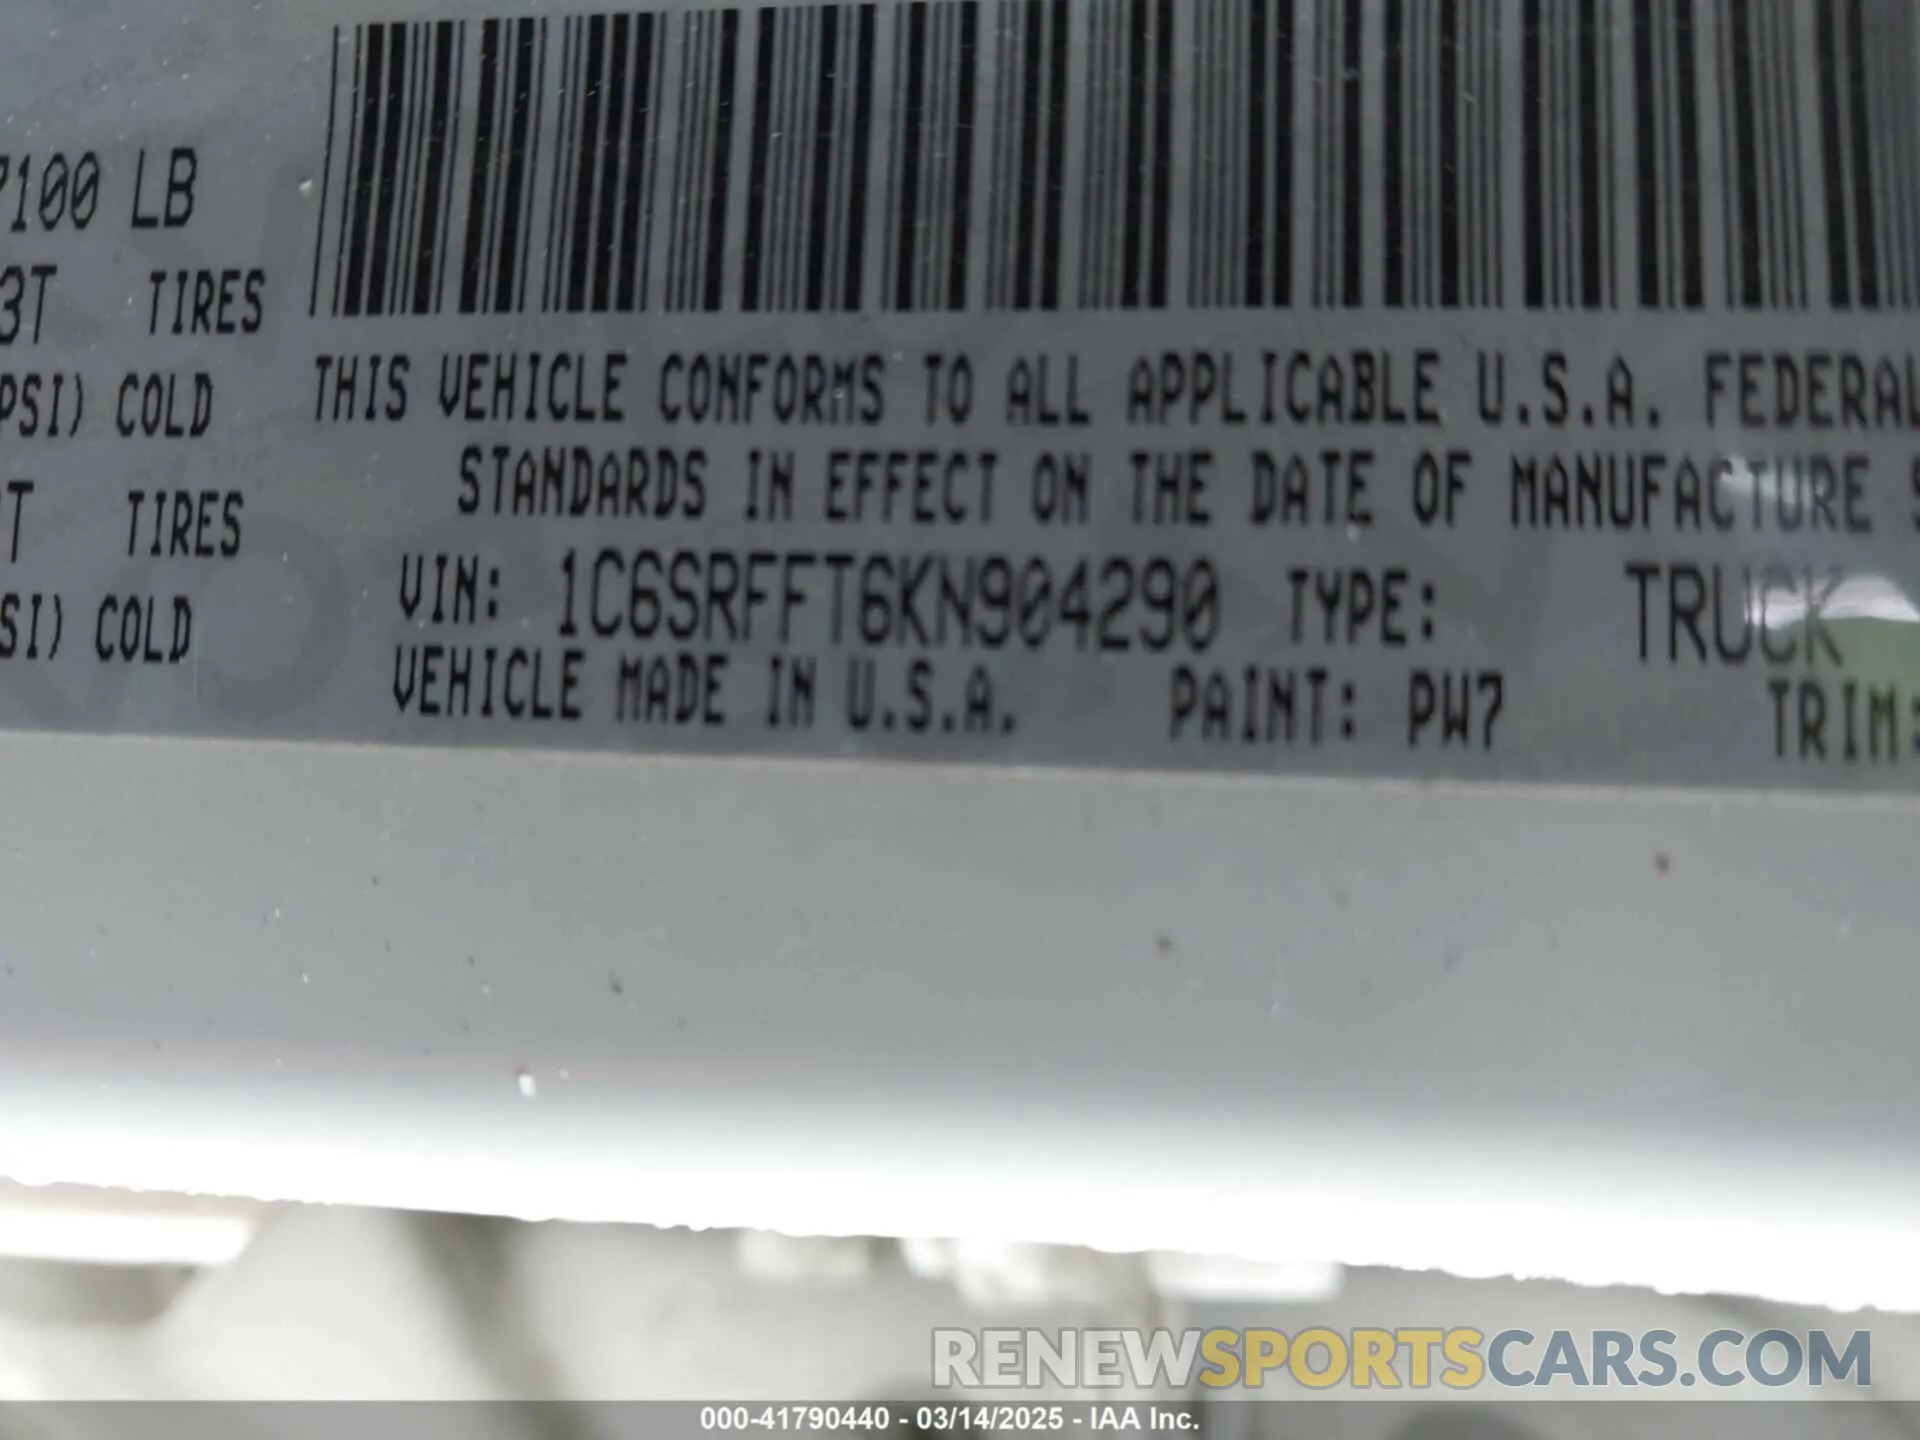 7100 LB
3T TIRES
PSI) COLD
T TIRES
SI) COLD
THIS VEHICLE CONFORMS TO ALL APPLICABLE U.S.A. FEDERAL
STANDARDS IN EFFECT ON THE DATE OF MANUFACTURE S
VIN: 1C6SRFFT6KN904290 TYPE: TRUCK
VEHICLE MADE IN U.S.A. PAINT: PW7 TRIM:
RENEWSPORTSCARS.COM
000-41790440 - 03/14/2025 - IAA Inc.